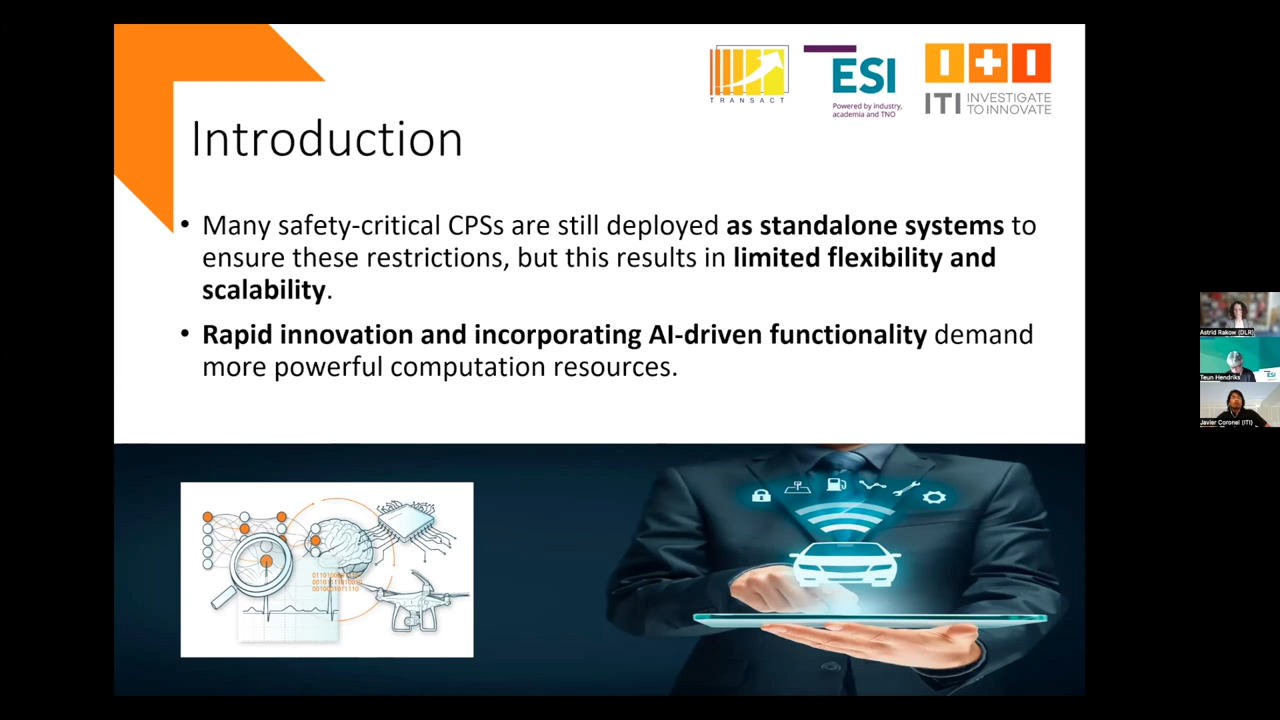 TRANSACT
ESI
Powered by industry,
academia and TNO
ITI INVESTIGATE
TO INNOVATE
Introduction
• Many safety-critical CPSs are still deployed as standalone systems to
ensure these restrictions, but this results in limited flexibility and
scalability.
• Rapid innovation and incorporating AI-driven functionality demand
more powerful computation resources.
Astrid Rakow (DLR)
Teun Hendriks
ESI
Javier Coronel (ITI)